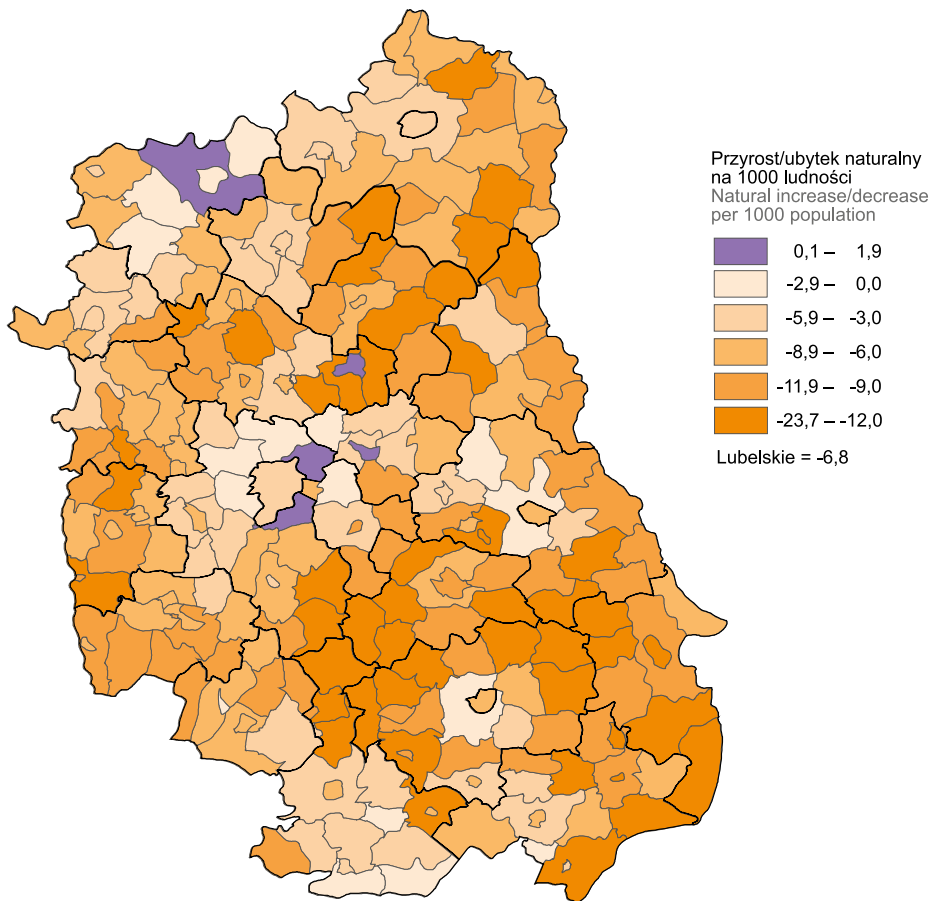 Przyrost/ubytek naturalny
na 1000 ludności
Natural increase/decrease
per 1000 population
0,1 – 1,9
-2,9 – 0,0
-5,9 – -3,0
-8,9 – -6,0
-11,9 – -9,0
-23,7 – -12,0
Lubelskie = -6,8